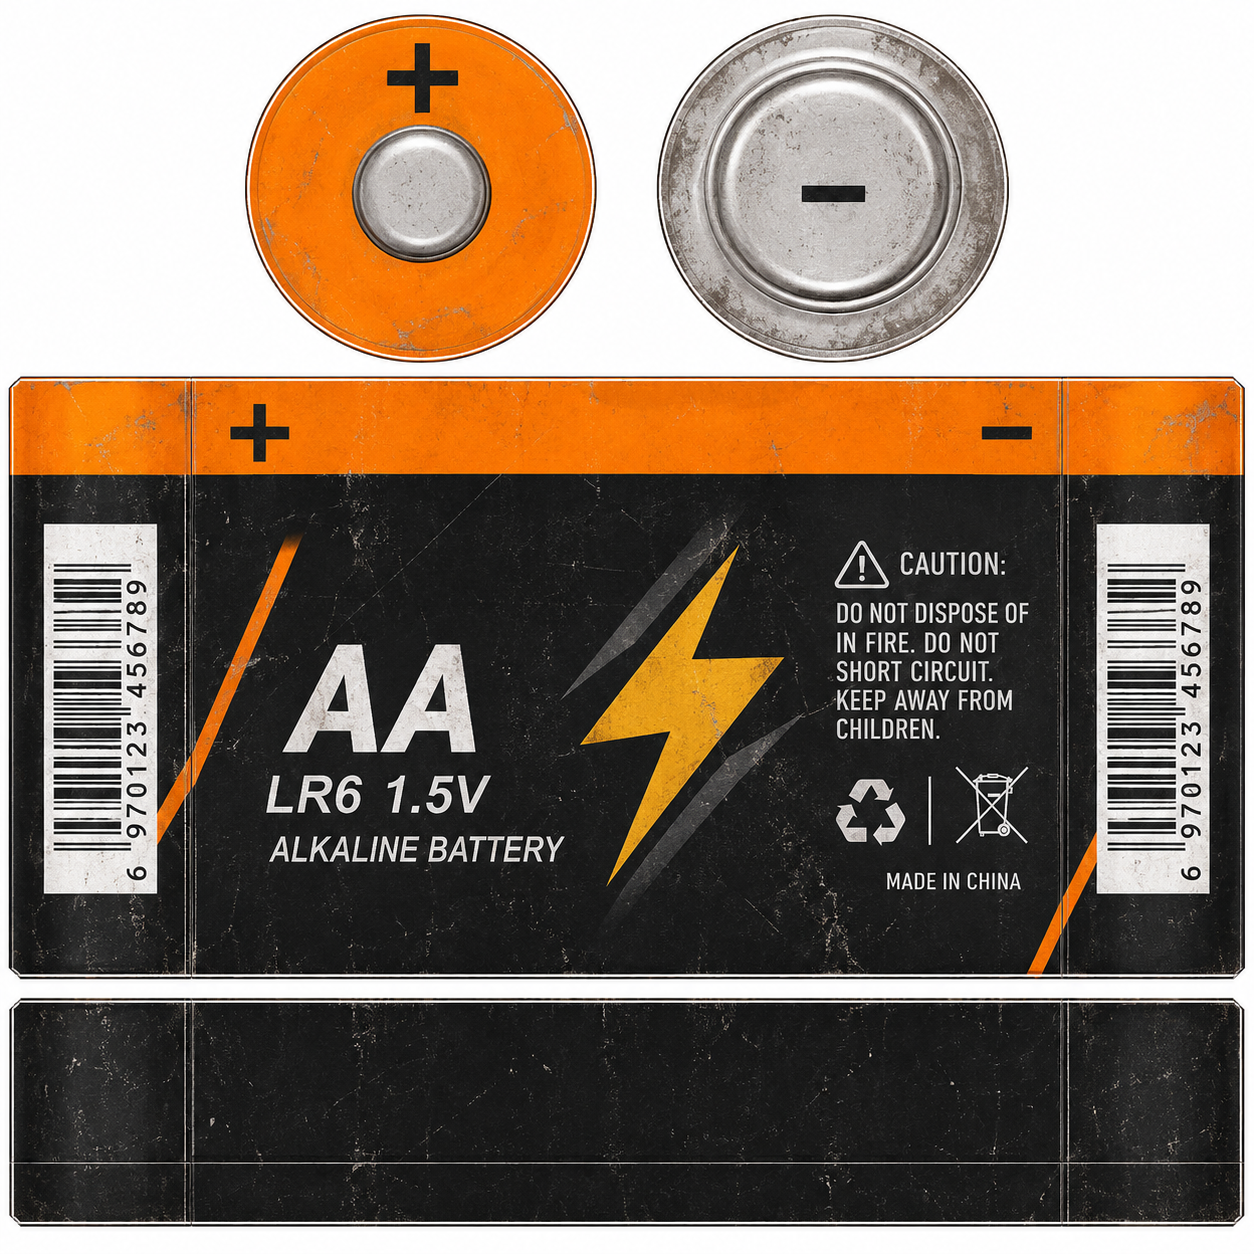 +
-
+
-
6 970123 456789
AA
LR6 1.5V
ALKALINE BATTERY
! CAUTION:
DO NOT DISPOSE OF
IN FIRE. DO NOT
SHORT CIRCUIT.
KEEP AWAY FROM
CHILDREN.
MADE IN CHINA
6 970123 456789